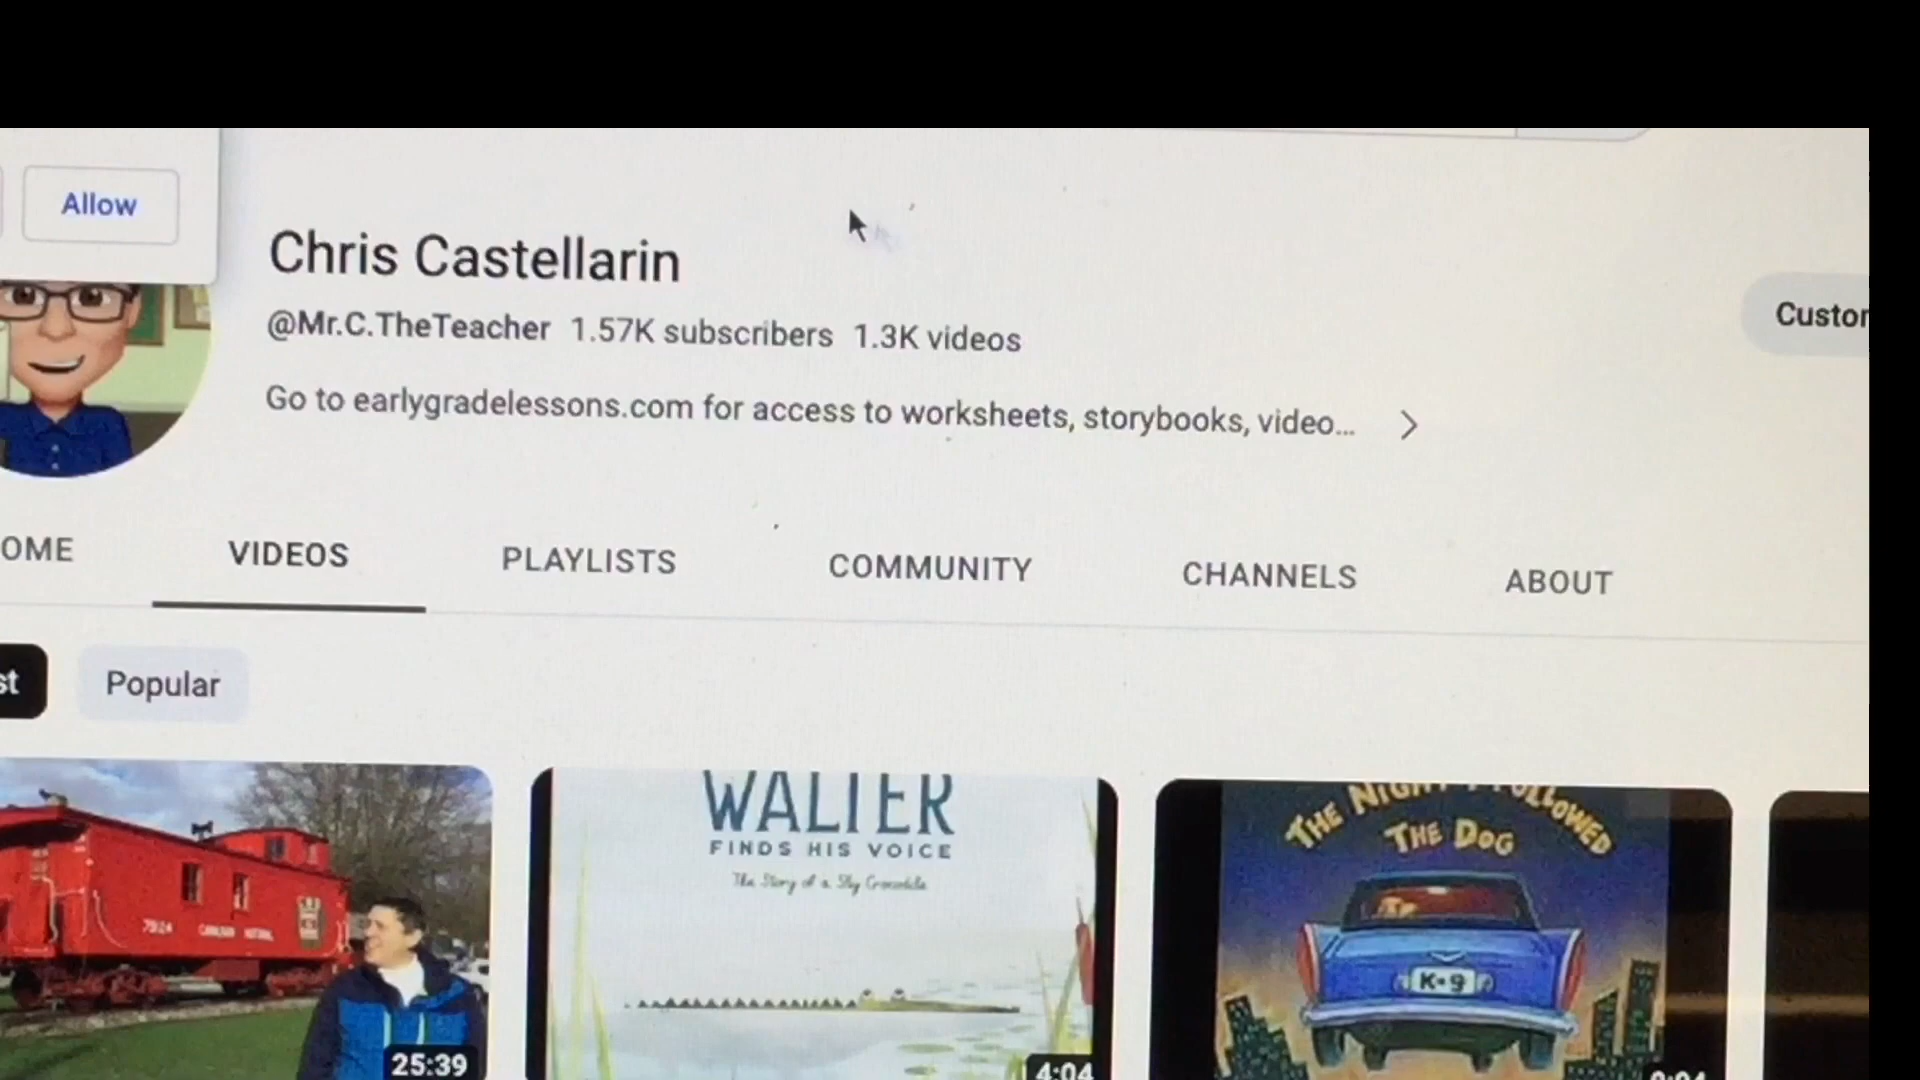 Allow
Chris Castellarin
@Mr.C.TheTeacher 1.57K subscribers 1.3K videos
Go to earlygradelessons.com for access to worksheets, storybooks, video...
OME
VIDEOS
PLAYLISTS
COMMUNITY
CHANNELS
ABOUT
st
Popular
25:39
WALTER
FINDS HIS VOICE
The Story of a Shy Crocodile
4:04
THE NIGHT I FOLLOWED
THE DOG
K-9
Custom